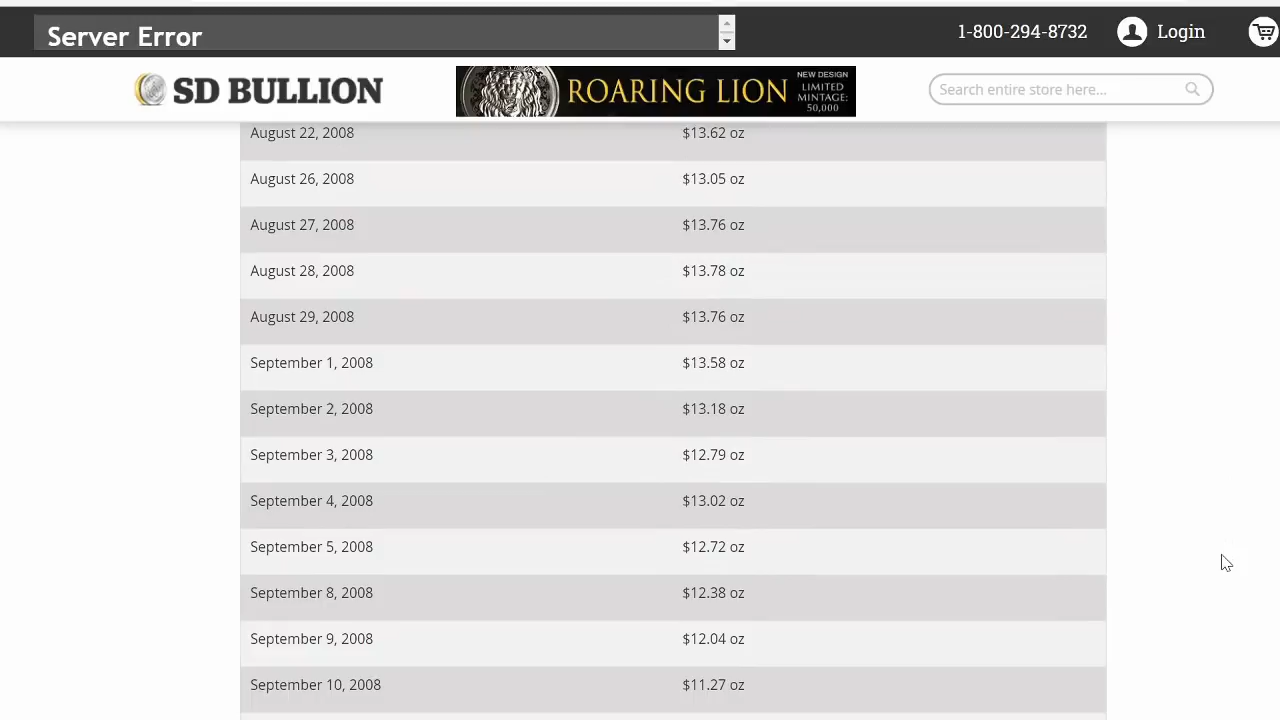 Server Error
1-800-294-8732
Login
SD BULLION
ROARING LION
NEW DESIGN
LIMITED
MINTAGE:
50,000
Search entire store here...
August 22, 2008 $13.62 oz
August 26, 2008 $13.05 oz
August 27, 2008 $13.76 oz
August 28, 2008 $13.78 oz
August 29, 2008 $13.76 oz
September 1, 2008 $13.58 oz
September 2, 2008 $13.18 oz
September 3, 2008 $12.79 oz
September 4, 2008 $13.02 oz
September 5, 2008 $12.72 oz
September 8, 2008 $12.38 oz
September 9, 2008 $12.04 oz
September 10, 2008 $11.27 oz